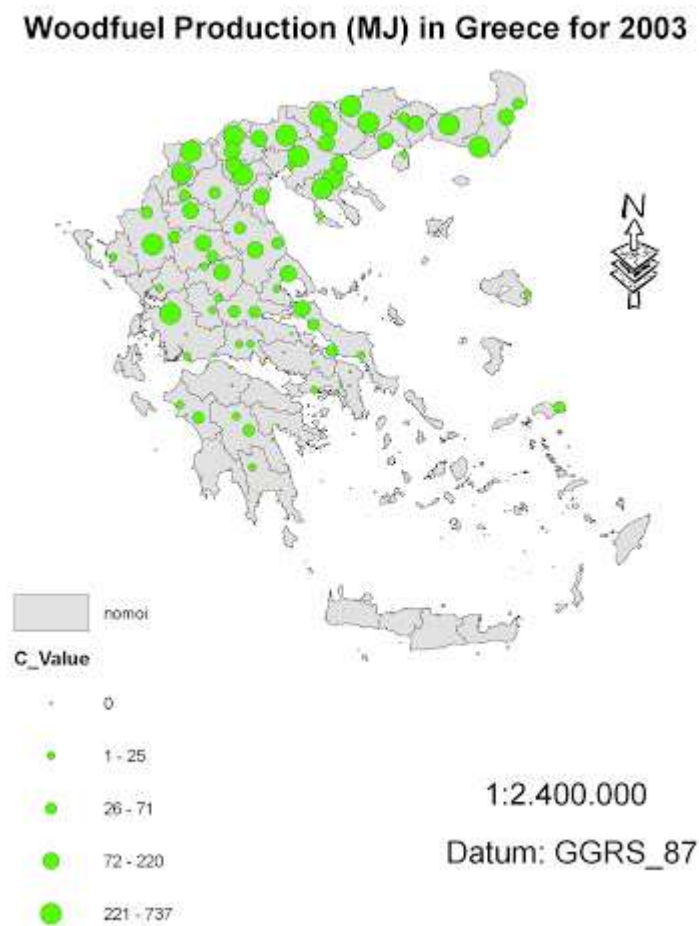 Woodfuel Production (MJ) in Greece for 2003
N
nomoi
C_Value
0
1 - 25
26 - 71
72 - 220
221 - 737
1:2.400.000
Datum: GGRS_87